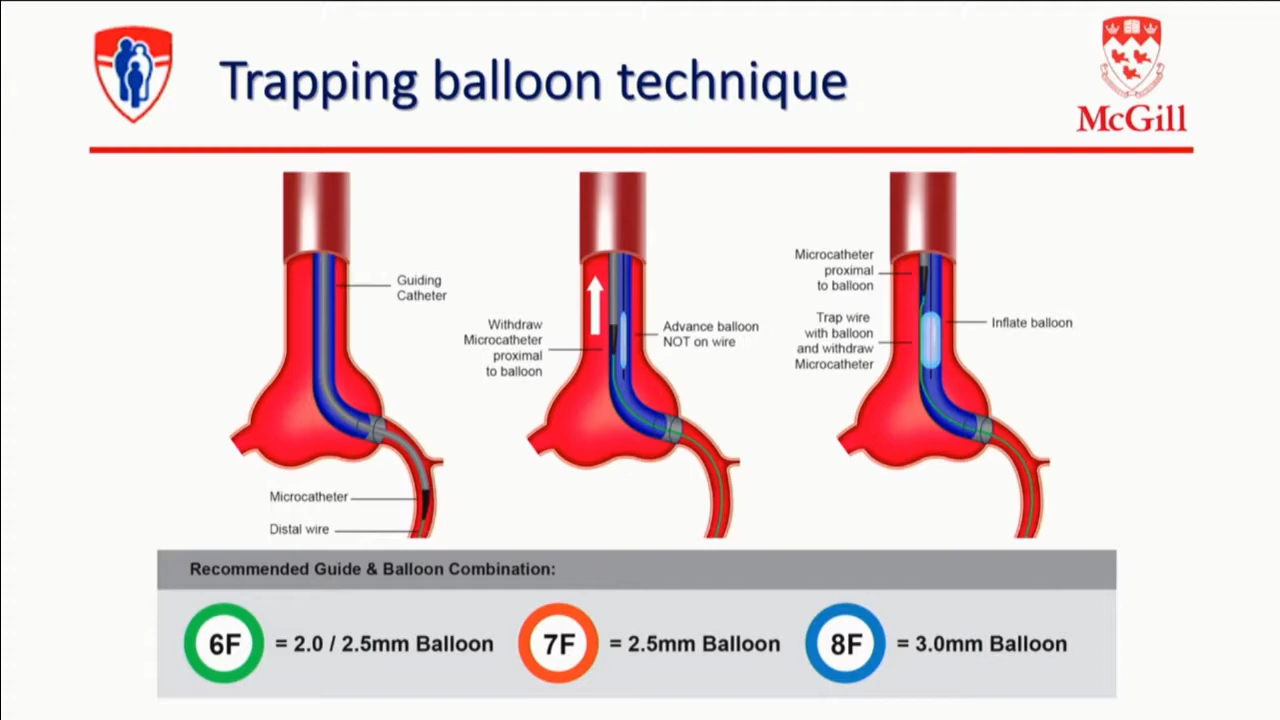 Trapping balloon technique
McGill
Guiding
Catheter
Microcatheter
Distal wire
Withdraw
Microcatheter
proximal
to balloon
Advance balloon
NOT on wire
Microcatheter
proximal
to balloon
Trap wire
with balloon
and withdraw
Microcatheter
Inflate balloon
Recommended Guide & Balloon Combination:
6F = 2.0 / 2.5mm Balloon
7F = 2.5mm Balloon
8F = 3.0mm Balloon